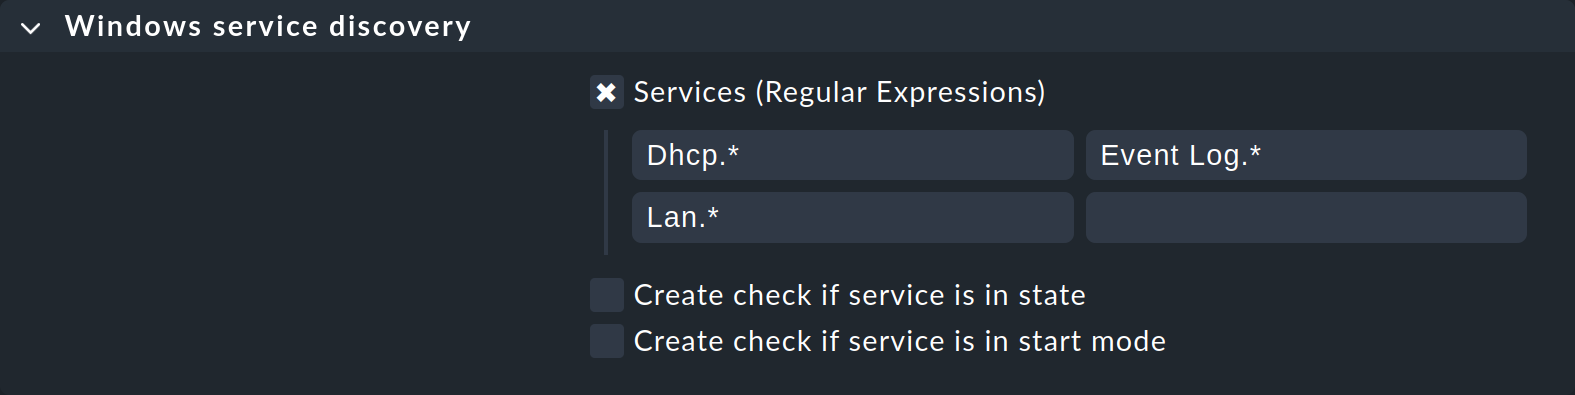 Windows service discovery
Services (Regular Expressions)
Dhcp.* Event Log.*
Lan.*
Create check if service is in state
Create check if service is in start mode